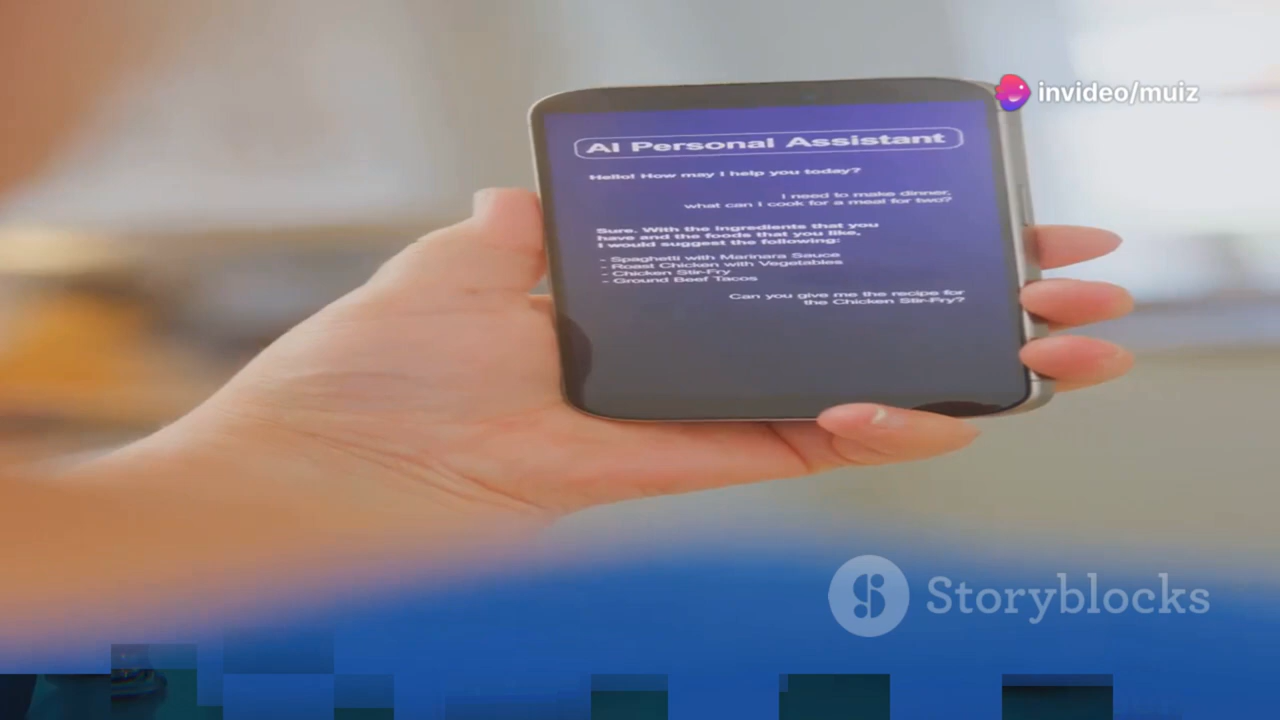 invideo/muiz
AI Personal Assistant
Hello! How may I help you today?
I need to make dinner,
what can I cook for a meal for two?
Sure. With the ingredients that you
have and the foods that you like,
I would suggest the following:
- Spaghetti with Marinara Sauce
- Roast Chicken with Vegetables
- Chicken Stir-Fry
- Ground Beef Tacos
Can you give me the recipe for
the Chicken Stir-Fry?
Storyblocks